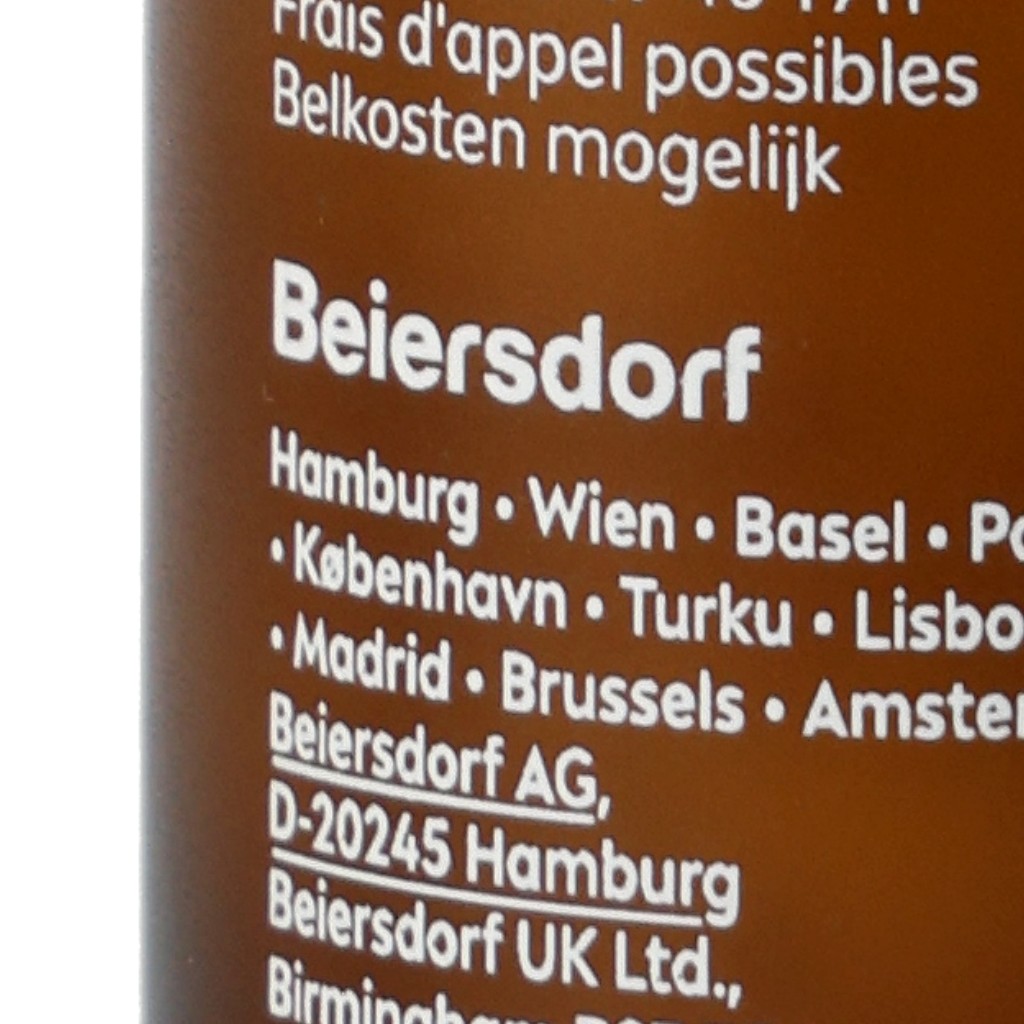 Frais d'appel possibles
Belkosten mogelijk
Beiersdorf
Hamburg • Wien • Basel •
• København • Turku •
• Madrid • Brussels •
Beiersdorf AG,
D-20245 Hamburg
Beiersdorf UK Ltd.,
Birmingham